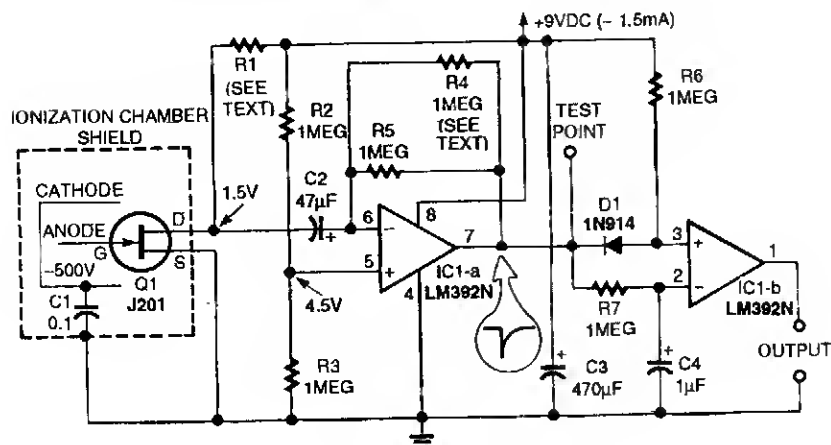 +9VDC (~ 1.5mA)
R1
(SEE
TEXT)
R4
1MEG
(SEE
TEXT)
R6
1MEG
TEST
POINT
IONIZATION CHAMBER
SHIELD
R2
1MEG
R5
1MEG
C2
47µF
+
D1
1N914
CATHODE
ANODE
D
G
S
1.5V
–500V
Q1
J201
C1
0.1
6
–
8
7
5
+
4
IC1-a
LM392N
4.5V
3
+
1
2
–
IC1-b
LM392N
R7
1MEG
R3
1MEG
+
C3
470µF
+
C4
1µF
OUTPUT